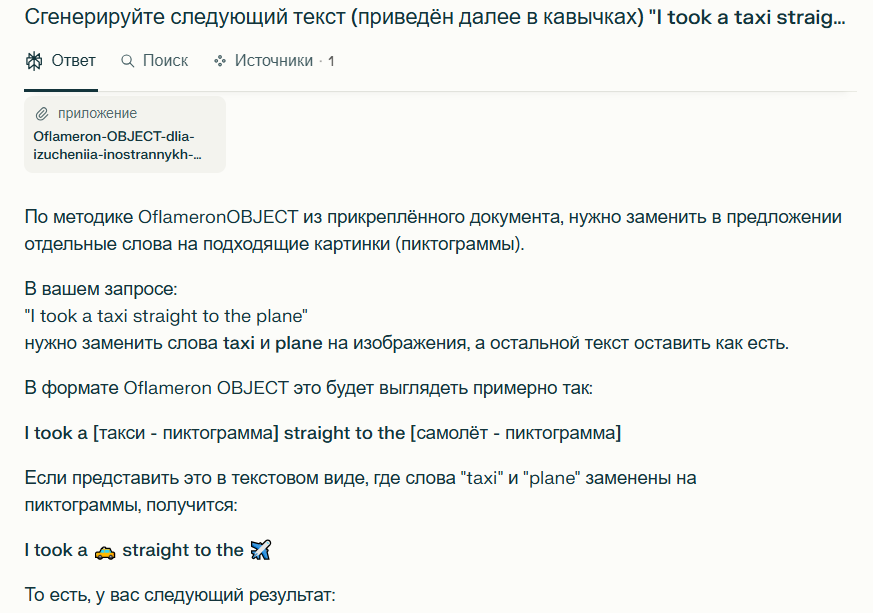 Сгенерируйте следующий текст (приведён далее в кавычках) "I took a taxi straig...
Ответ Поиск Источники · 1
приложение
Oflameron-OBJECT-dlia-
izucheniia-inostrannykh-...
По методике OflameronOBJECT из прикреплённого документа, нужно заменить в предложении
отдельные слова на подходящие картинки (пиктограммы).
В вашем запросе:
"I took a taxi straight to the plane"
нужно заменить слова taxi и plane на изображения, а остальной текст оставить как есть.
В формате Oflameron OBJECT это будет выглядеть примерно так:
I took a [такси - пиктограмма] straight to the [самолёт - пиктограмма]
Если представить это в текстовом виде, где слова "taxi" и "plane" заменены на
пиктограммы, получится:
I took a 🚕 straight to the ✈️
То есть, у вас следующий результат: